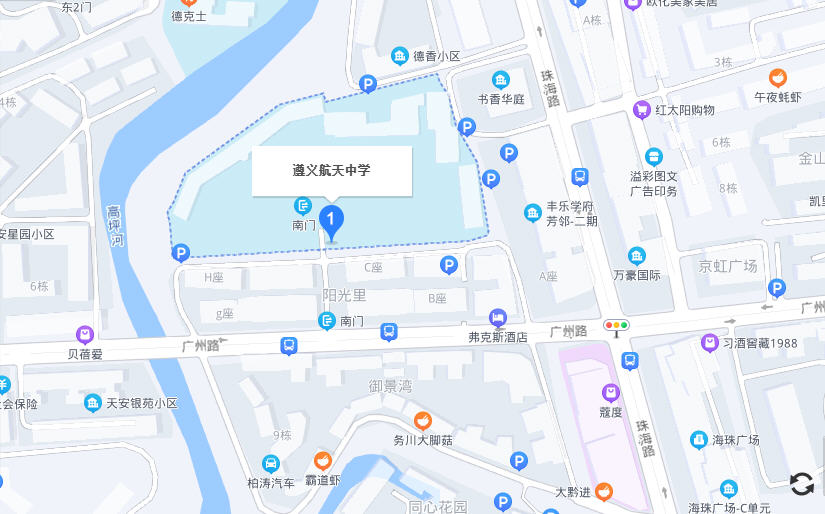 东2门
德克士
欧化美家美居
A栋
德香小区
3栋
珠海路
书香华庭
午夜蚝虾
4栋
红太阳购物
6栋
遵义航天中学
溢彩图文
广告印务
金山
8栋
高坪河
南门
1
丰乐学府
芳邻-二期
凯里
安星园小区
H座
C座
A座
万豪国际
京虹广场
6栋
阳光里
B座
g座
南门
广州路
广州路
广州
弗克斯酒店
贝蓓爱
习酒窖藏1988
御景湾
社会保险
天安银苑小区
蔻度
9栋
务川大脚菇
珠海路
海珠广场
柏涛汽车
霸道虾
大黔进
同心花园
海珠广场-C单元